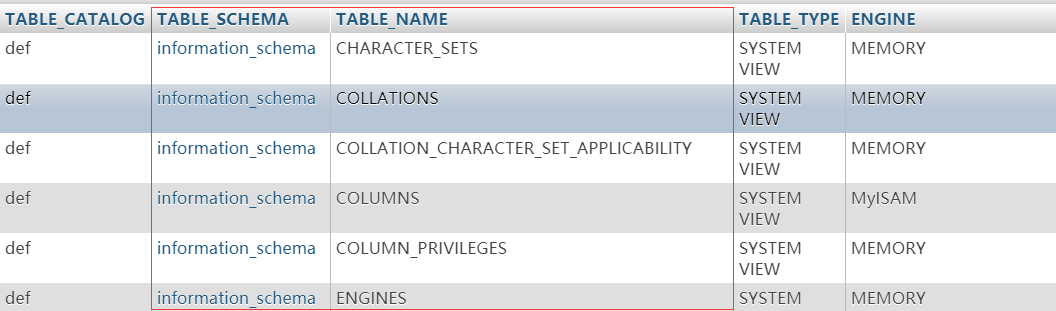 TABLE_CATALOG TABLE_SCHEMA TABLE_NAME TABLE_TYPE ENGINE
def information_schema CHARACTER_SETS SYSTEM MEMORY
VIEW
def information_schema COLLATIONS SYSTEM MEMORY
VIEW
def information_schema COLLATION_CHARACTER_SET_APPLICABILITY SYSTEM MEMORY
VIEW
def information_schema COLUMNS SYSTEM MyISAM
VIEW
def information_schema COLUMN_PRIVILEGES SYSTEM MEMORY
VIEW
def information_schema ENGINES SYSTEM MEMORY